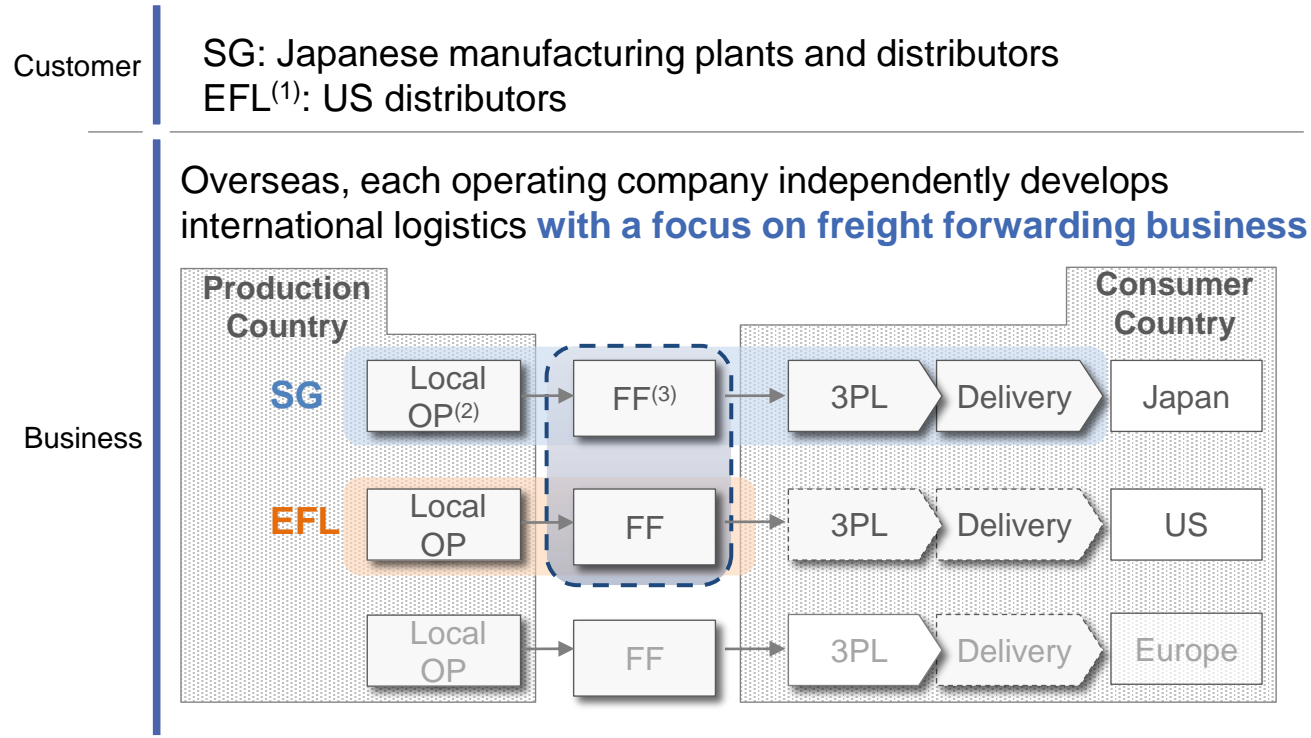 Customer
SG: Japanese manufacturing plants and distributors
EFL(1): US distributors
Business
Overseas, each operating company independently develops
international logistics with a focus on freight forwarding business
Production
Country
Consumer
Country
SG
Local
OP(2)
FF(3)
3PL
Delivery
Japan
EFL
Local
OP
FF
3PL
Delivery
US
Local
OP
FF
3PL
Delivery
Europe